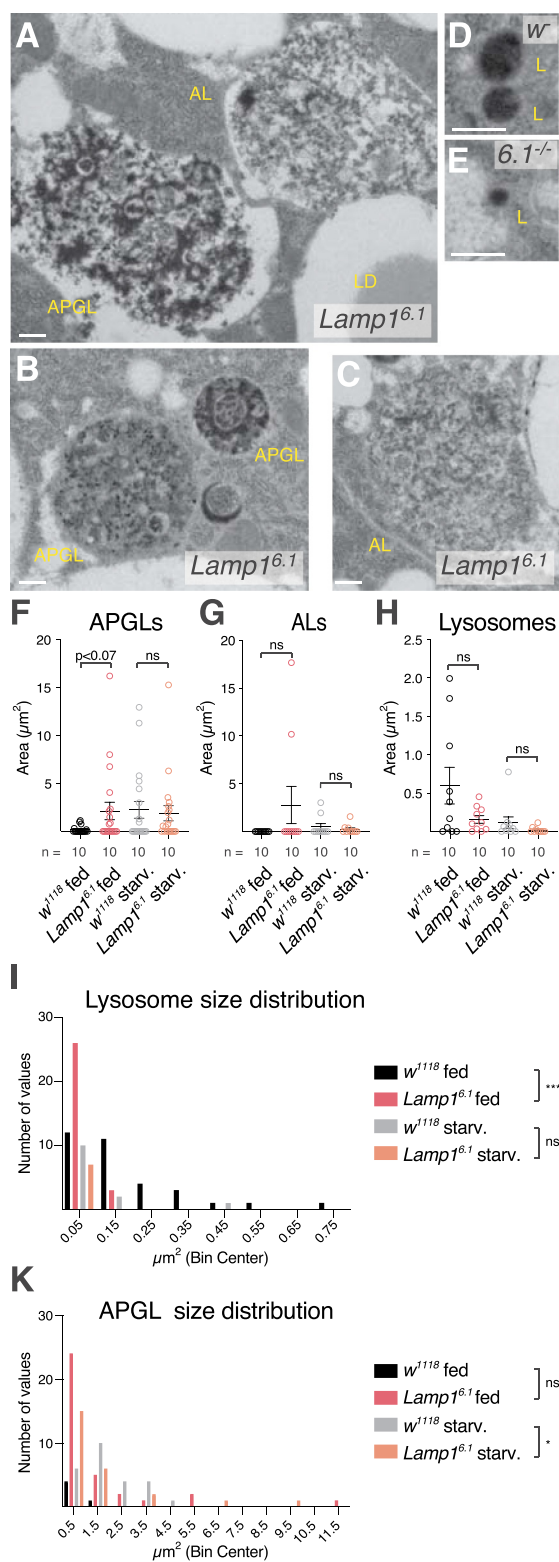 A
AL
APGL
LD
Lamp1^6.1
D
w^-
L
L
E
6.1^-/-
L
B
APGL
APGL
Lamp1^6.1
C
AL
Lamp1^6.1
F
APGLs
Area (µm²)
20
15
10
5
p<0.07
ns
n = 10 10 10 10
w^1118 fed
Lamp1^6.1 fed
w^1118 starv.
Lamp1^6.1 starv.
G
ALs
Area (µm²)
20
15
10
5
ns
ns
10 10 10 10
w^1118 fed
Lamp1^6.1 fed
w^1118 starv.
Lamp1^6.1 starv.
H
Lysosomes
Area (µm²)
2.5
2.0
1.5
1.0
0.5
ns
ns
n = 10 10 10 10
w^1118 fed
Lamp1^6.1 fed
w^1118 starv.
Lamp1^6.1 starv.
I
Lysosome size distribution
Number of values
30
20
10
0.05 0.15 0.25 0.35 0.45 0.55 0.65 0.75
µm² (Bin Center)
w^1118 fed
Lamp1^6.1 fed
***
w^1118 starv.
Lamp1^6.1 starv.
ns
K
APGL size distribution
Number of values
30
20
10
0.5 1.5 2.5 3.5 4.5 5.5 6.5 7.5 8.5 9.5 10.5 11.5
µm² (Bin Center)
w^1118 fed
Lamp1^6.1 fed
ns
w^1118 starv.
Lamp1^6.1 starv.
*